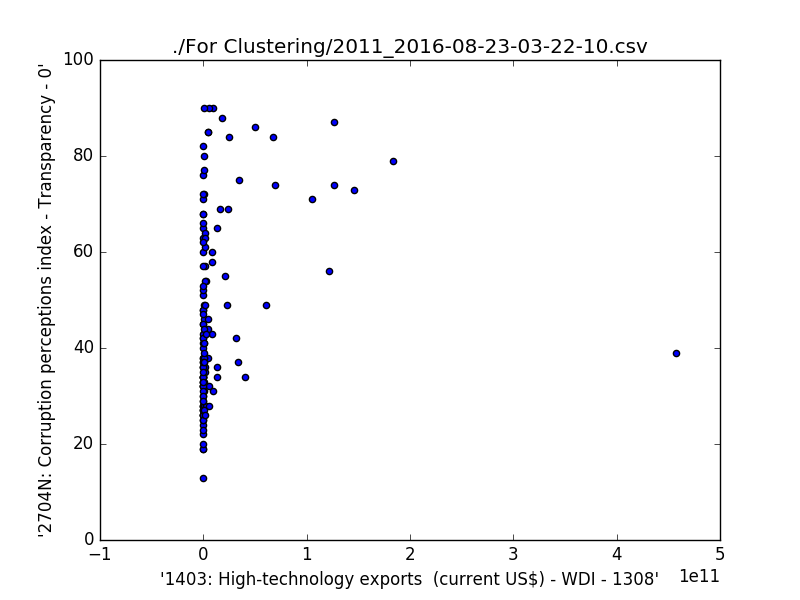 ./For Clustering/2011_2016-08-23-03-22-10.csv
100
80
60
40
20
0
'2704N: Corruption perceptions index - Transparency - 0'
−1 0 1 2 3 4 5
1e11
'1403: High-technology exports (current US$) - WDI - 1308'